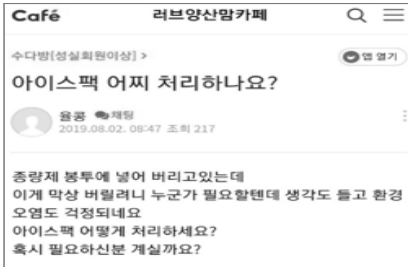 Café 러브양산맘카페
수다방[성실회원이상] >
앱 열기
아이스팩 어찌 처리하나요?
율콩 채팅
2019.08.02. 08:47 조회 217
종량제 봉투에 넣어 버리고있는데
이게 막상 버릴려니 누군가 필요할텐데 생각도 들고 환경
오염도 걱정되네요
아이스팩 어떻게 처리하세요?
혹시 필요하신분 계실까요?